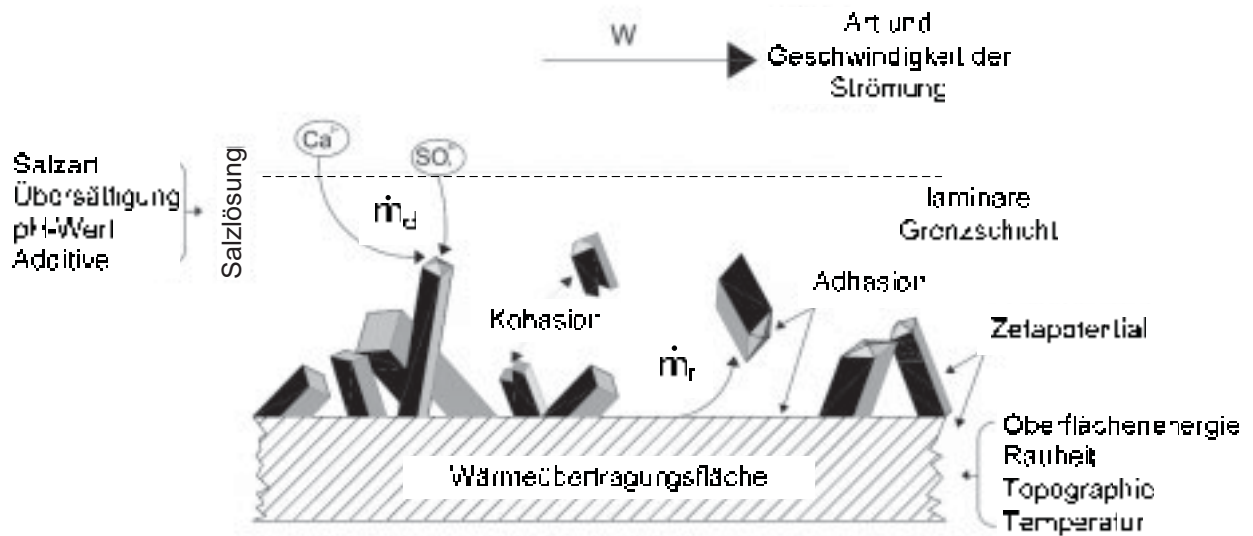 W
Art und
Geschwindigkeit der
Strömung
Salzart
Übersättigung
pH-Wert
Additive
Salzlösung
Ca
SO₄
ṁd
laminare
Grenzschicht
Kohäsion
Adhäsion
Zetapotential
ṁr
Wärmeübertragungsfläche
Oberflächenenergie
Rauheit
Topographie
Temperatur